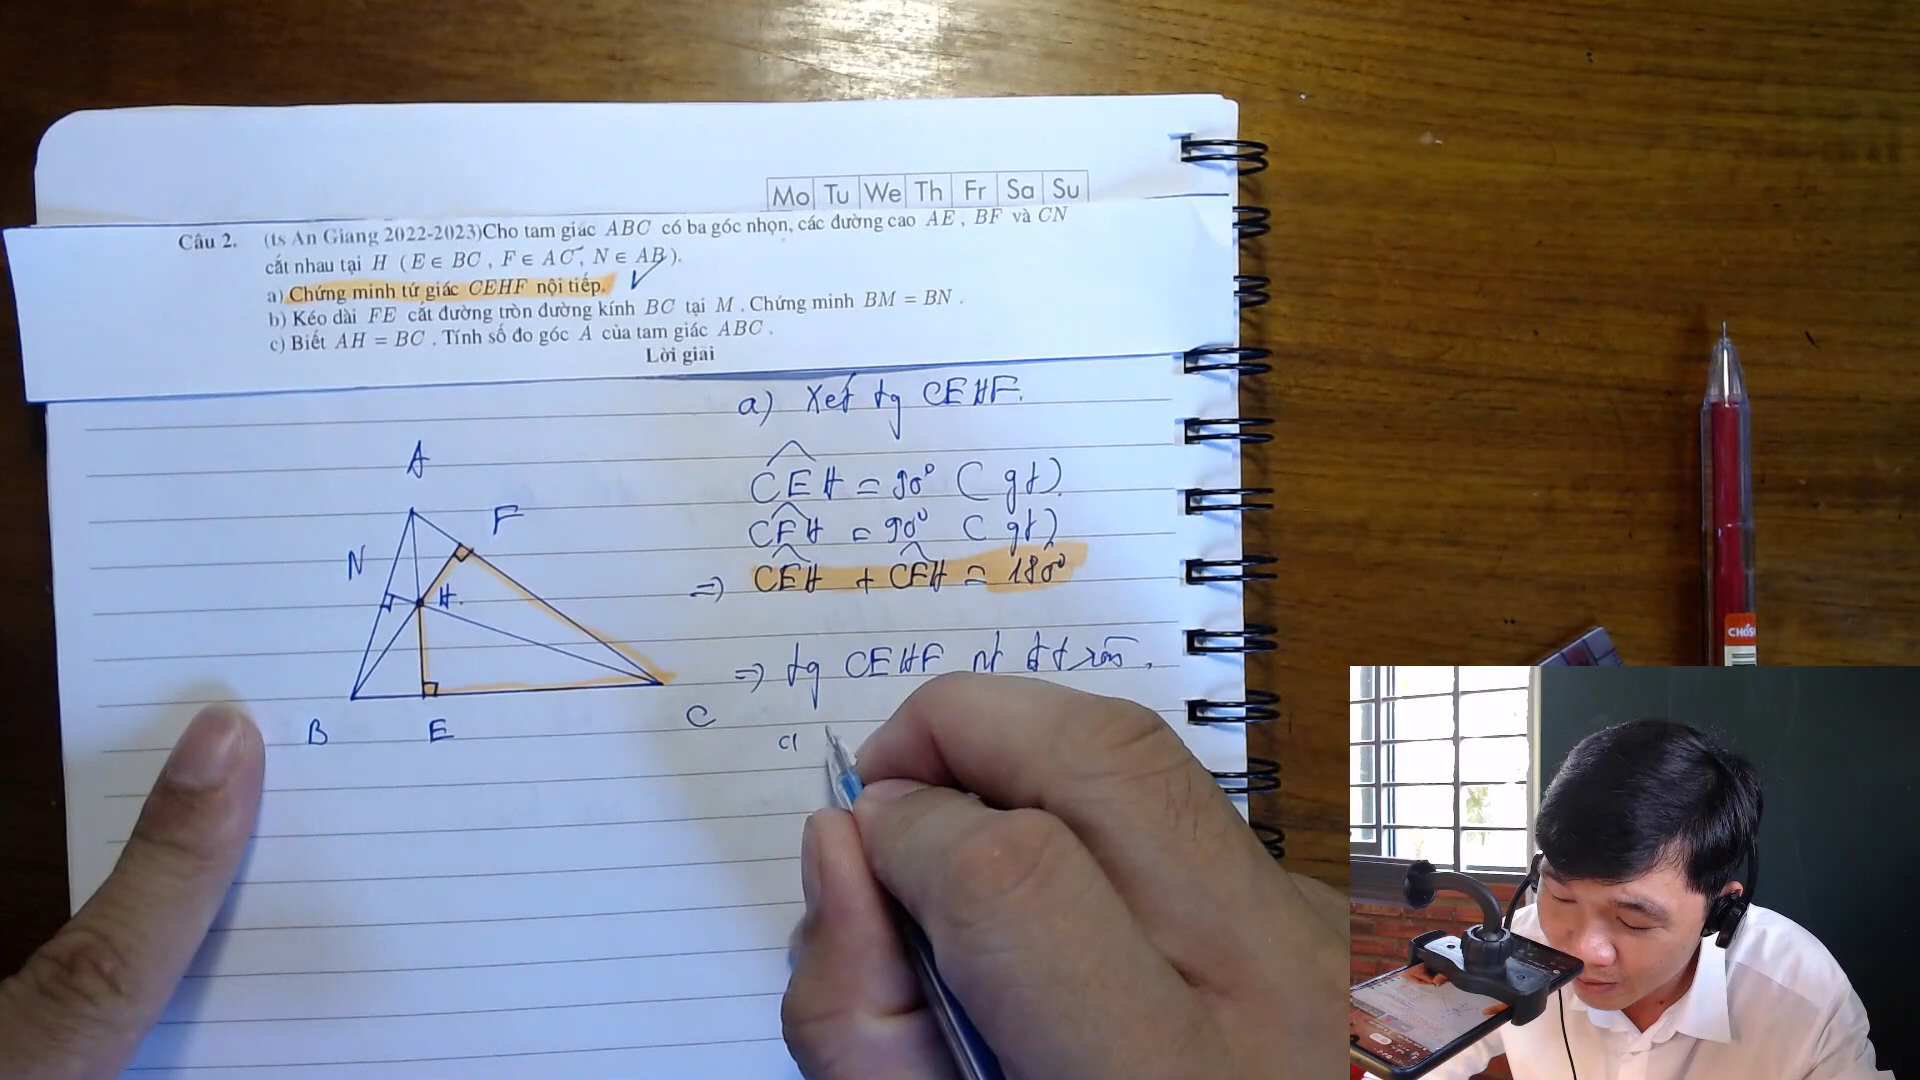 Mo Tu We Th Fr Sa Su
Câu 2. (ts An Giang 2022-2023)Cho tam giác ABC có ba góc nhọn, các đường cao AE , BF và CN
cắt nhau tại H ( E ∈ BC , F ∈ AC , N ∈ AB ).
a) Chứng minh tứ giác CEHF nội tiếp.
b) Kéo dài FE cắt đường tròn đường kính BC tại M . Chứng minh BM = BN .
c) Biết AH = BC . Tính số đo góc A của tam giác ABC .
Lời giải
a) Xét tg CEHF.
CEH = 90° ( gt)
CFH = 90° ( gt)
=> CEH + CFH = 180°
=> tg CEHF nt đt tròn.
A
F
N
H.
B
E
C
CHOSC